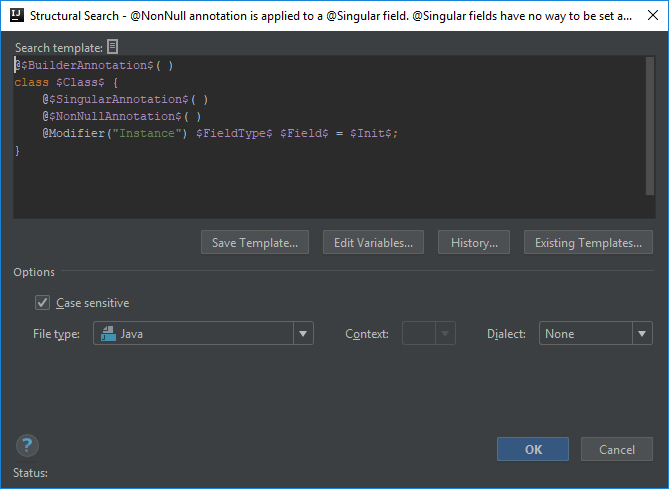 IJ Structural Search - @NonNull annotation is applied to a @Singular field. @Singular fields have no way to be set a...
Search template:
@$BuilderAnnotation$( )
class $Class$ {
    @$SingularAnnotation$( )
    @$NonNullAnnotation$( )
    @Modifier("Instance") $FieldType$ $Field$ = $Init$;
}
Save Template... Edit Variables... History... Existing Templates...
Options
Case sensitive
File type: Java Context: Dialect: None
? OK Cancel
Status: